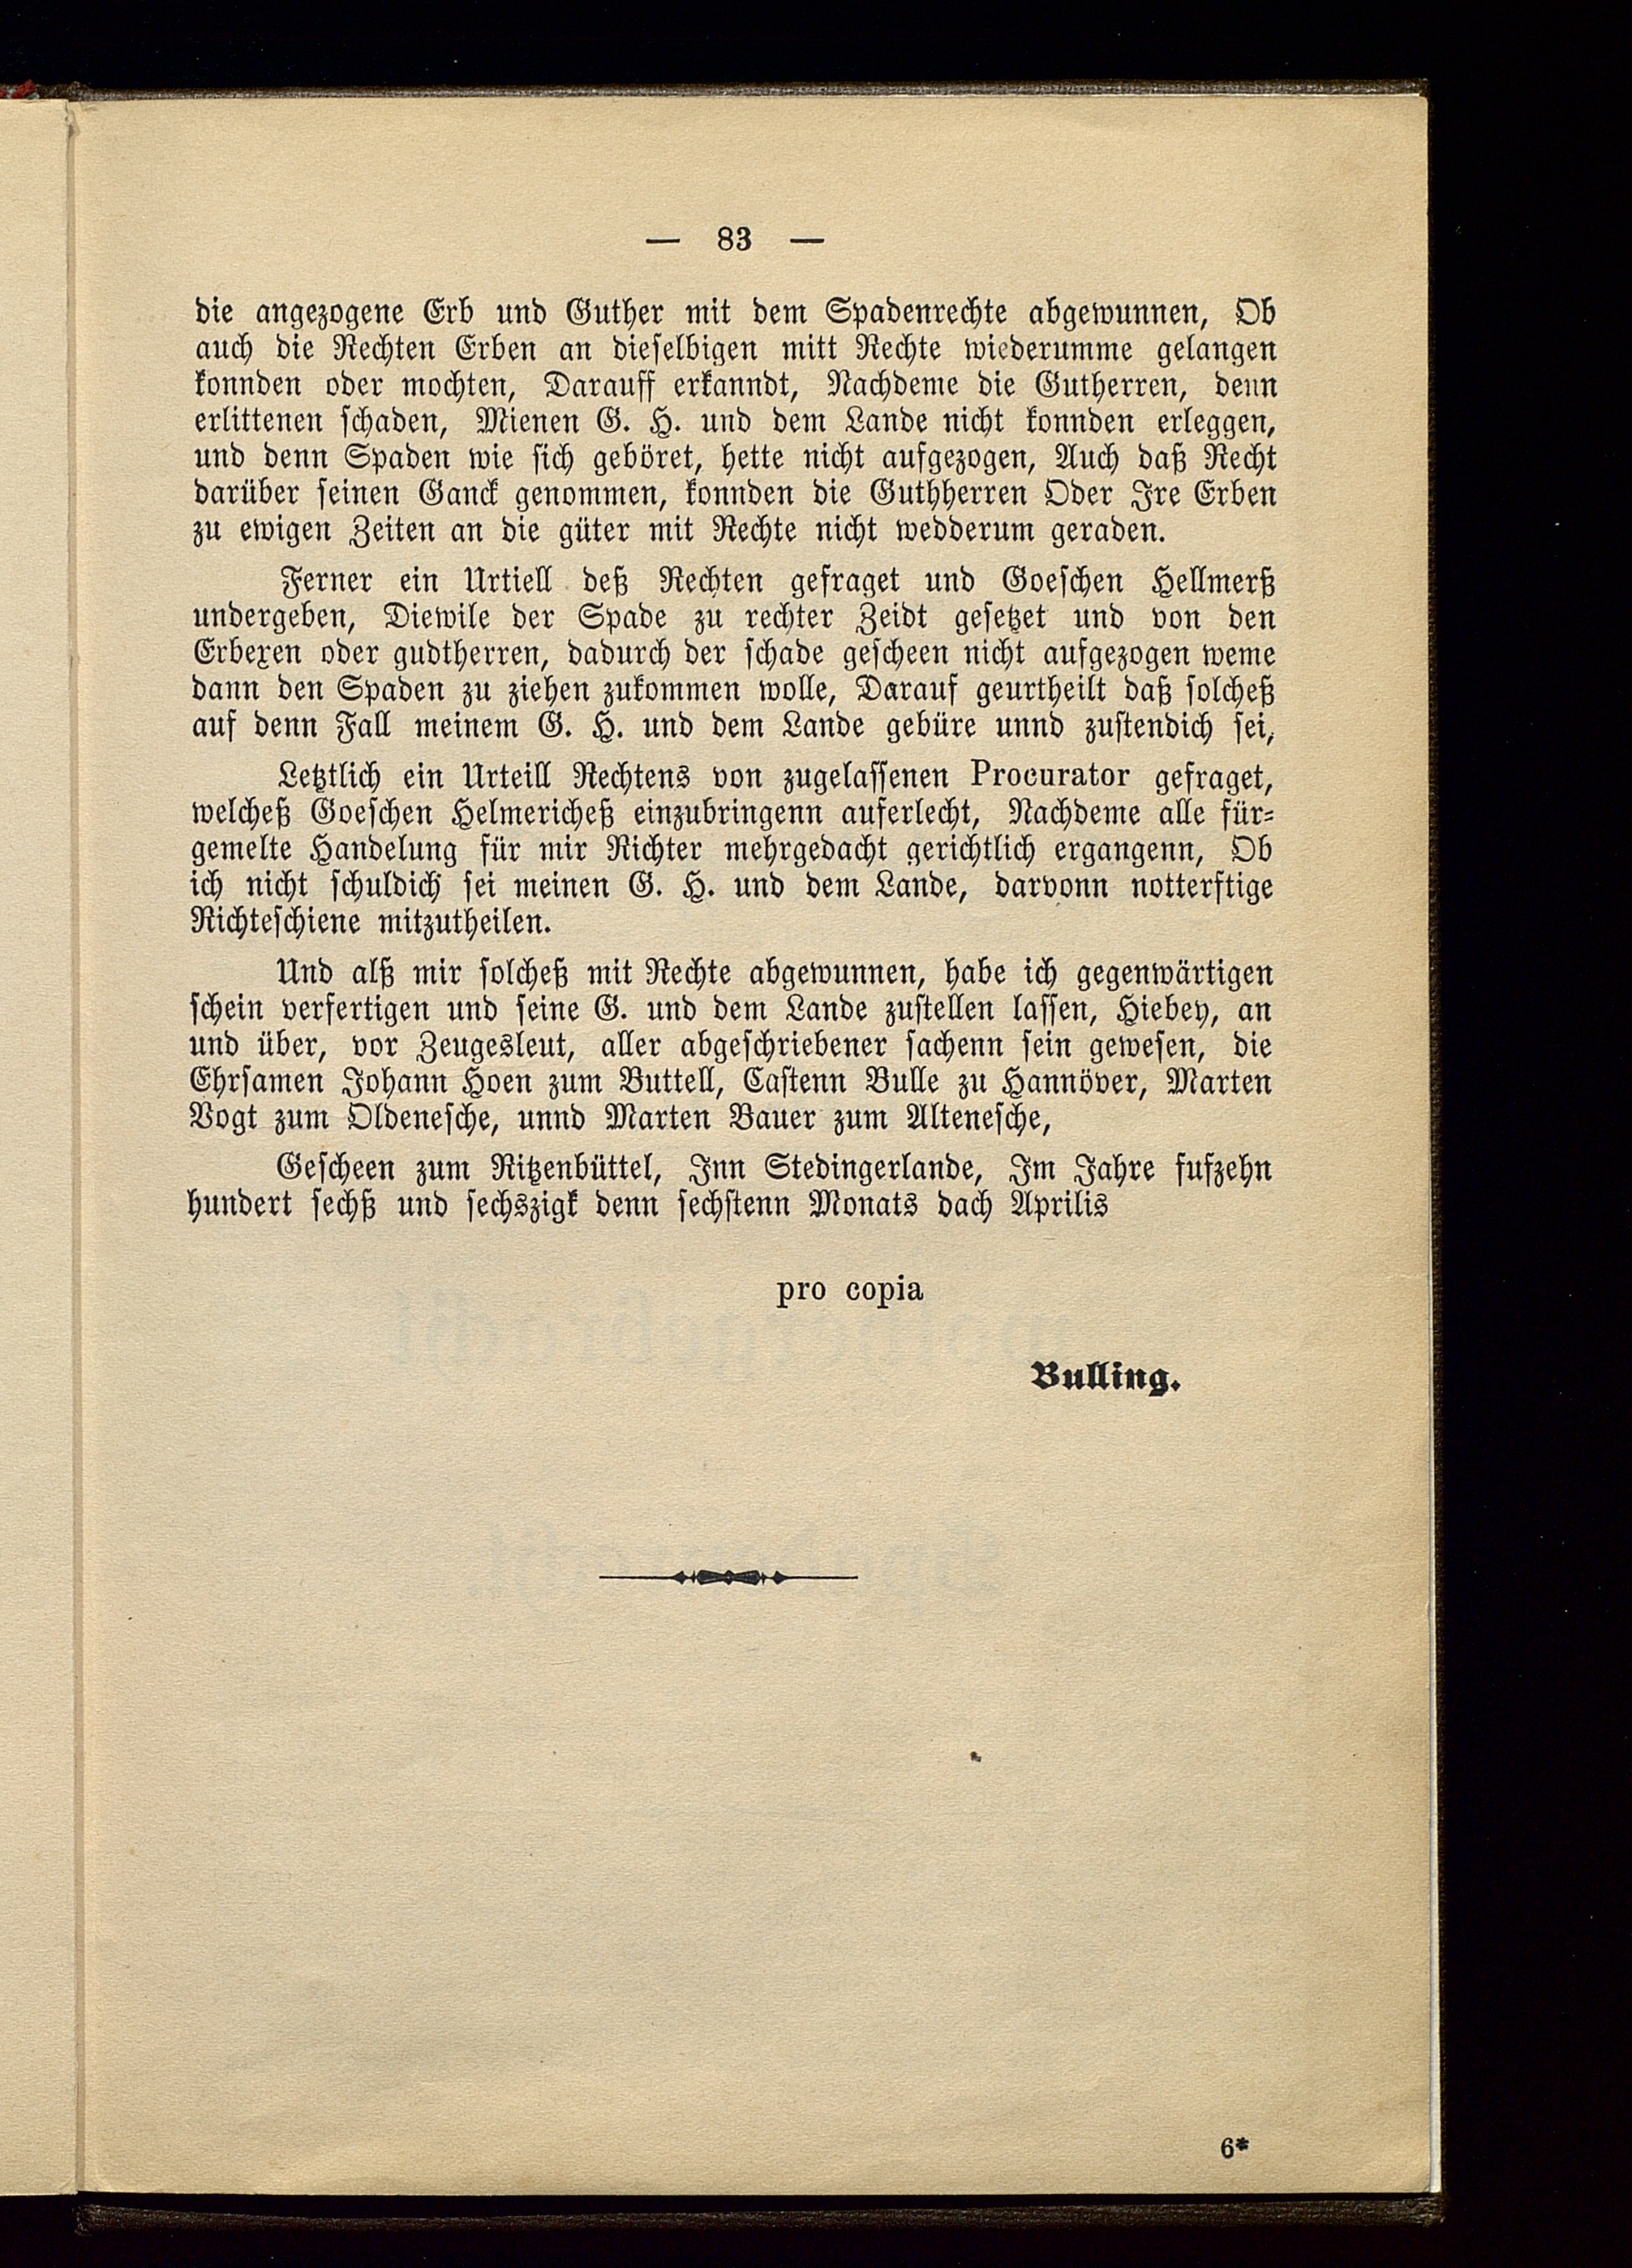 — 83 —
die angezogene Erb und Guther mit dem Spadenrechte abgewunnen, Ob
auch die Rechten Erben an dieselbigen mitt Rechte wiederumme gelangen
konnden oder mochten, Darauff erkanndt, Nachdeme die Gutherren, denn
erlittenen schaden, Mienen G. H. und dem Lande nicht konnden erleggen,
und denn Spaden wie sich geböret, hette nicht aufgezogen, Auch daß Recht
darüber seinen Ganck genommen, konnden die Guthherren Oder Ire Erben
zu ewigen Zeiten an die güter mit Rechte nicht wedderum geraden.
Ferner ein Urtiell deß Rechten gefraget und Goeschen Hellmerß
undergeben, Diewile der Spade zu rechter Zeidt gesetzet und von den
Erbexen oder gudtherren, dadurch der schade gescheen nicht aufgezogen weme
dann den Spaden zu ziehen zukommen wolle, Darauf geurtheilt daß solcheß
auf denn Fall meinem G. H. und dem Lande gebüre unnd zustendich sei,
Letztlich ein Urteill Rechtens von zugelassenen Procurator gefraget,
welcheß Goeschen Helmericheß einzubringenn auferlecht, Nachdeme alle für-
gemelte Handelung für mir Richter mehrgedacht gerichtlich ergangenn, Ob
ich nicht schuldich sei meinen G. H. und dem Lande, darvonn notterftige
Richteschiene mitzutheilen.
Und alß mir solcheß mit Rechte abgewunnen, habe ich gegenwärtigen
schein verfertigen und seine G. und dem Lande zustellen lassen, Hiebey, an
und über, vor Zeugesleut, aller abgeschriebener sachenn sein gewesen, die
Ehrsamen Johann Hoen zum Buttell, Castenn Bulle zu Hannöver, Marten
Vogt zum Oldenesche, unnd Marten Bauer zum Altenesche,
Gescheen zum Ritzenbüttel, Inn Stedingerlande, Im Jahre fufzehn
hundert sechß und sechszigk denn sechstenn Monats dach Aprilis
pro copia
Bulling.
6*